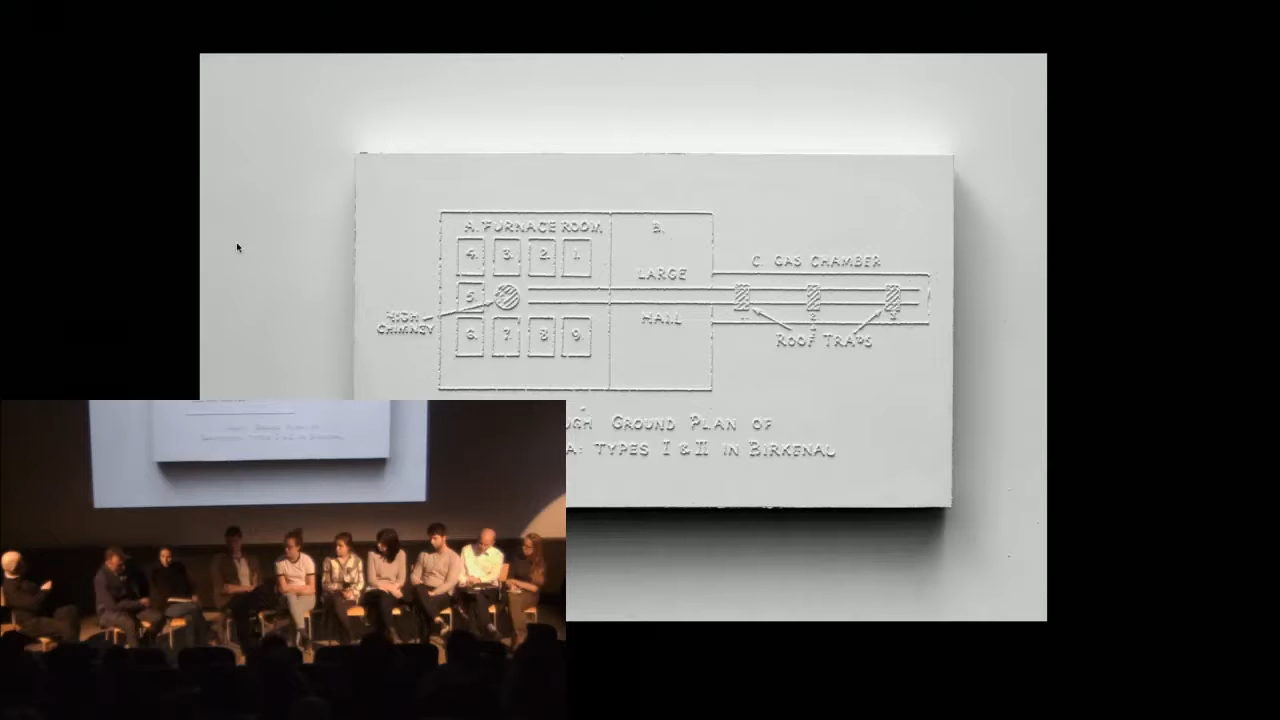 A. FURNACE ROOM
B.
4. 3. 2. 1.
C. GAS CHAMBER
LARGE
5.
HIGH
CHIMNEY
HALL
6. 7. 8. 9.
ROOF TRAPS
GROUND PLAN OF
TYPES I & II IN BIRKENAL